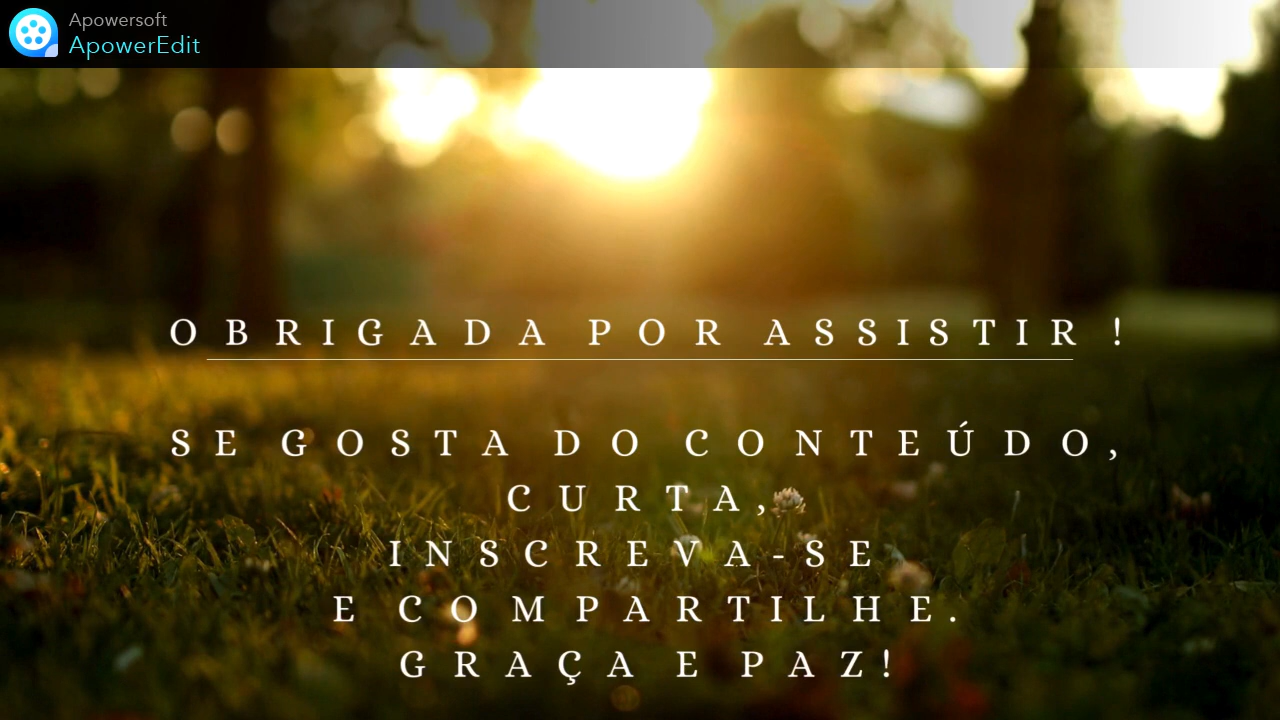 Apowersoft
ApowerEdit
OBRIGADA POR ASSISTIR !
SE GOSTA DO CONTEÚDO,
CURTA,
INSCREVA-SE
E COMPARTILHE.
GRAÇA E PAZ!